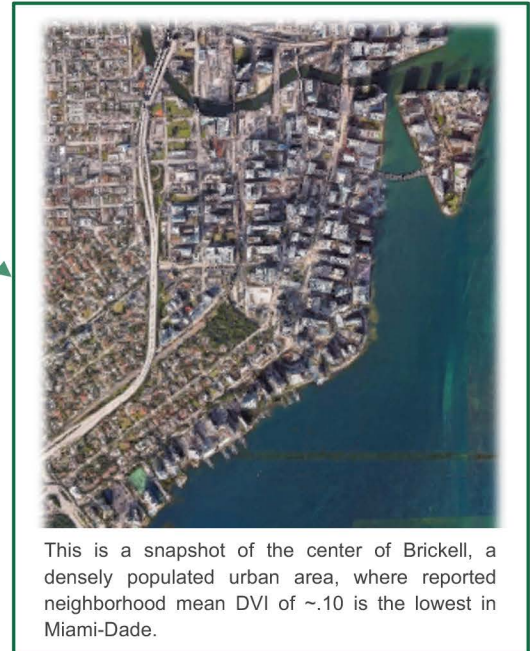 This is a snapshot of the center of Brickell, a
densely populated urban area, where reported
neighborhood mean DVI of ~.10 is the lowest in
Miami-Dade.